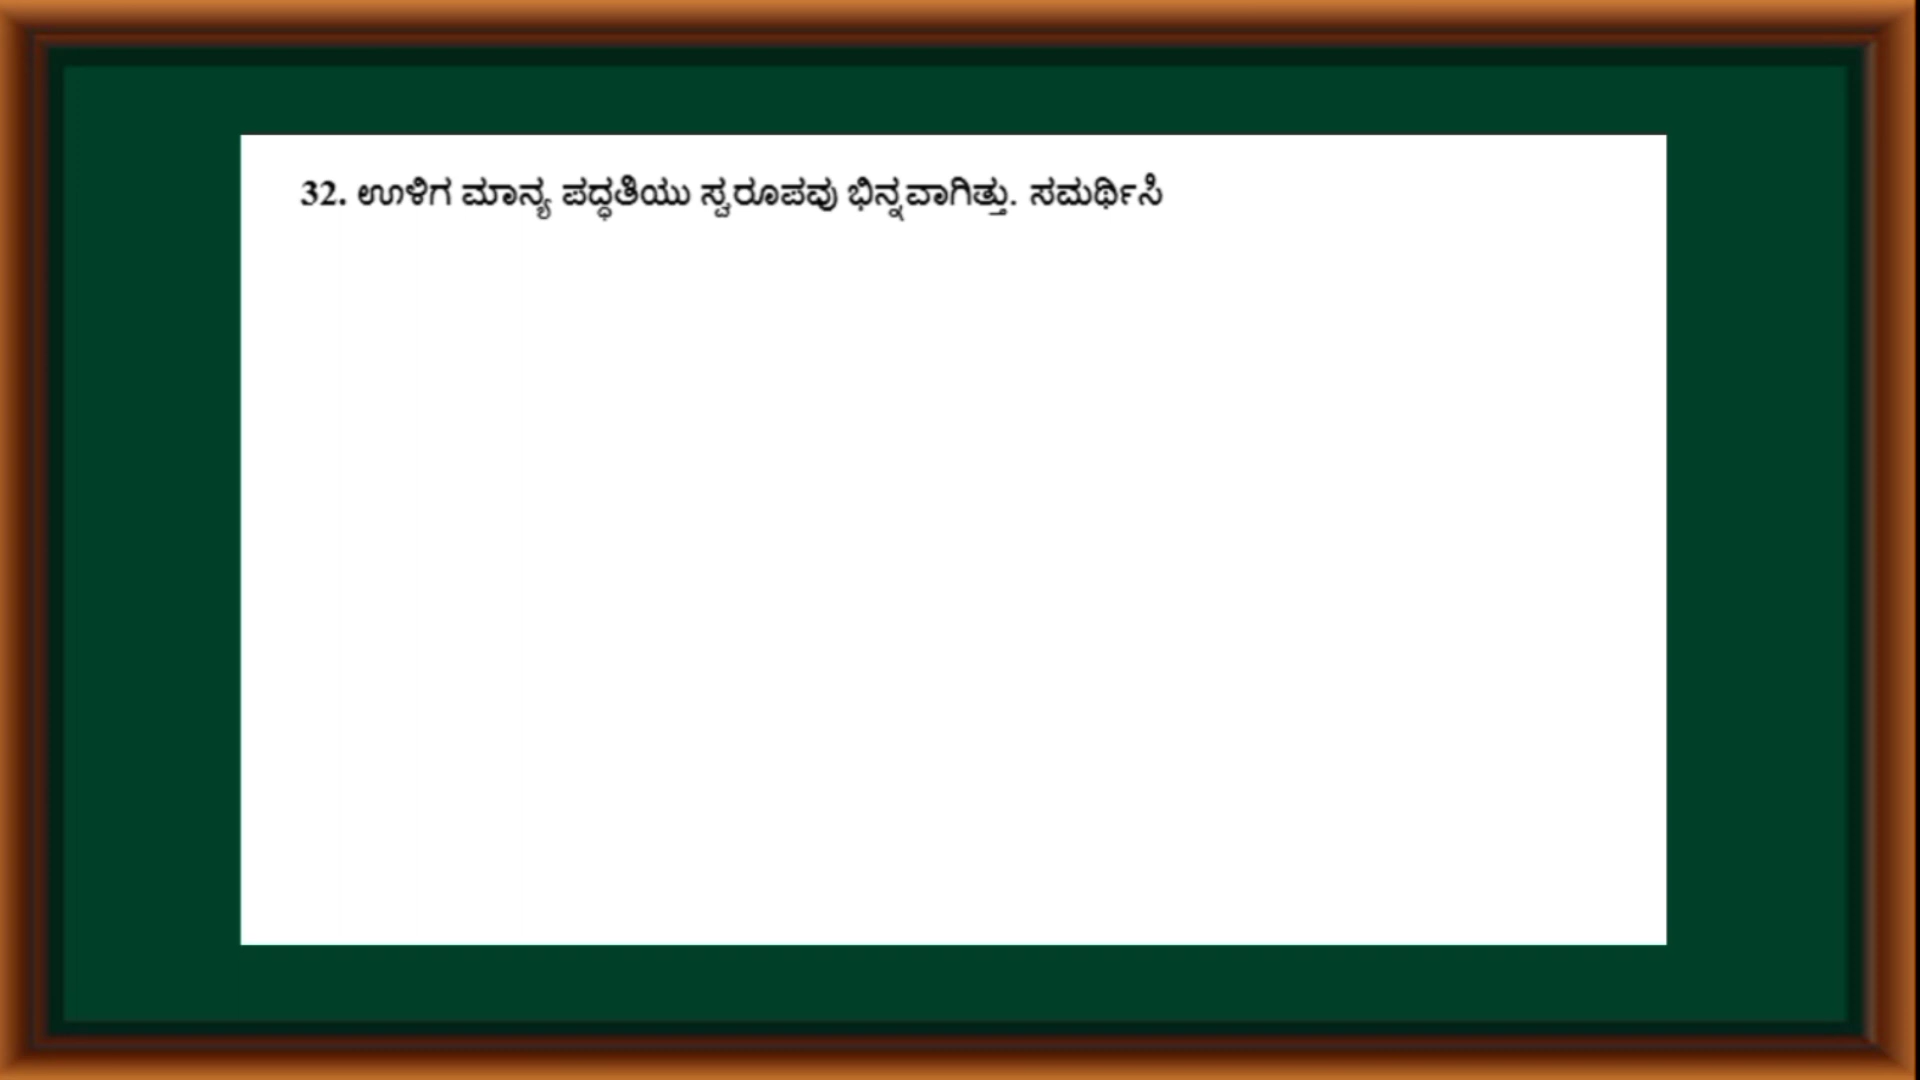 32. ಊಳಿಗ ಮಾನ್ಯ ಪದ್ಧತಿಯು ಸ್ವರೂಪವು ಭಿನ್ನವಾಗಿತ್ತು. ಸಮರ್ಥಿಸಿ